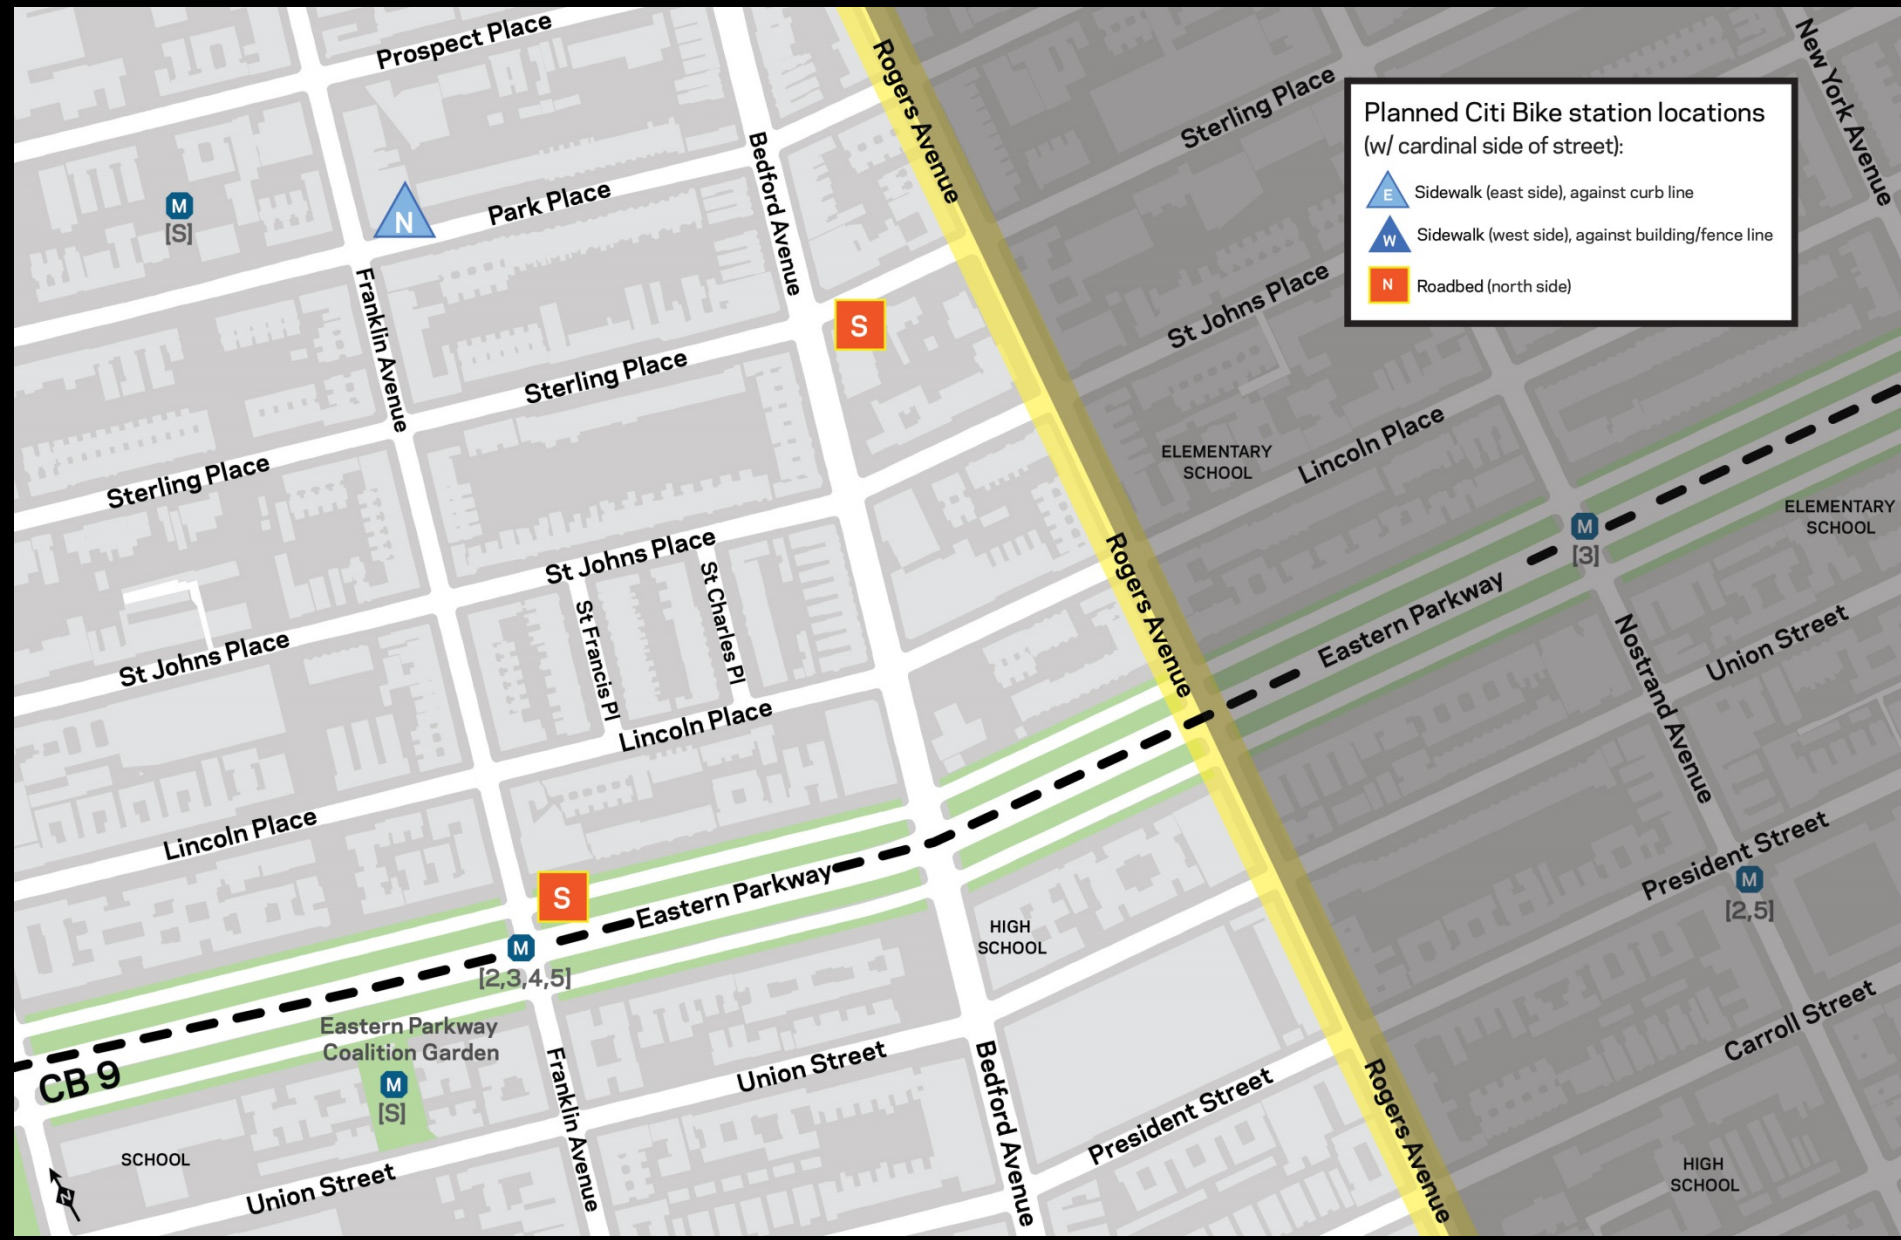 Prospect Place
Rogers Avenue
New York Avenue
Sterling Place
Planned Citi Bike station locations
(w/ cardinal side of street):
E Sidewalk (east side), against curb line
W Sidewalk (west side), against building/fence line
N Roadbed (north side)
Bedford Avenue
M
[S]
N
Park Place
Franklin Avenue
S
St Johns Place
Sterling Place
Sterling Place
ELEMENTARY
SCHOOL
Lincoln Place
ELEMENTARY
SCHOOL
M
[3]
St Johns Place
St Charles Pl
St Francis Pl
Rogers Avenue
Eastern Parkway
St Johns Place
Nostrand Avenue
Union Street
Lincoln Place
Lincoln Place
S
Eastern Parkway
President Street
M
[2,5]
HIGH
SCHOOL
M
[2,3,4,5]
Eastern Parkway
Coalition Garden
CB 9
M
[S]
Franklin Avenue
Union Street
Bedford Avenue
President Street
Rogers Avenue
Carroll Street
SCHOOL
Union Street
HIGH
SCHOOL
N